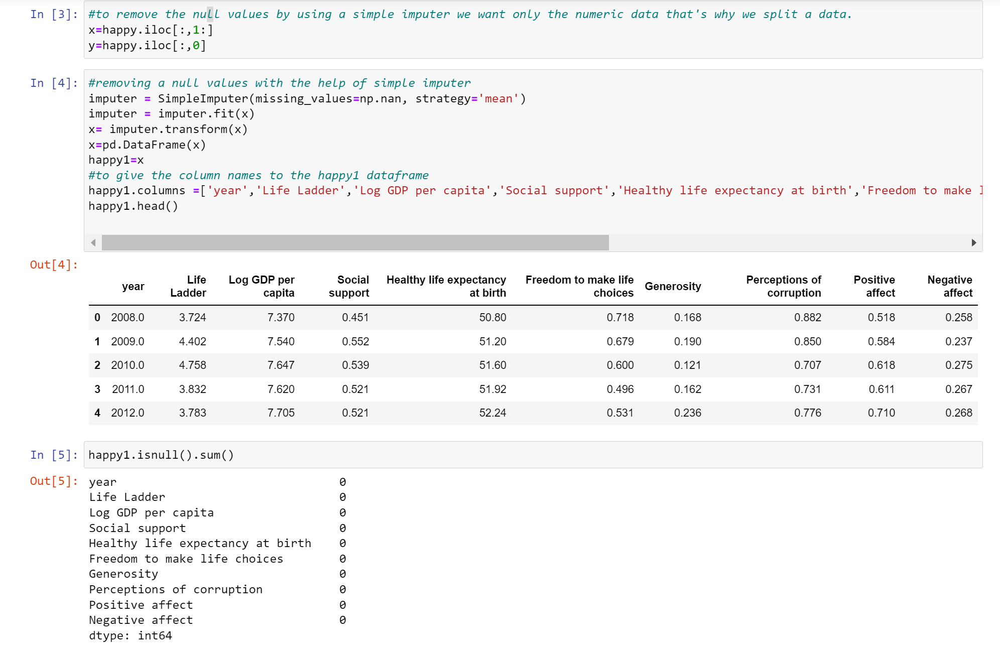 In [3]: #to remove the null values by using a simple imputer we want only the numeric data that's why we split a data.
x=happy.iloc[:,1:]
y=happy.iloc[:,0]
In [4]: #removing a null values with the help of simple imputer
imputer = SimpleImputer(missing_values=np.nan, strategy='mean')
imputer = imputer.fit(x)
x= imputer.transform(x)
x=pd.DataFrame(x)
happy1=x
#to give the column names to the happy1 dataframe
happy1.columns =['year','Life Ladder','Log GDP per capita','Social support','Healthy life expectancy at birth','Freedom to make
happy1.head()
Out[4]:
year Life Ladder Log GDP per capita Social support Healthy life expectancy at birth Freedom to make life choices Generosity Perceptions of corruption Positive affect Negative affect
0 2008.0 3.724 7.370 0.451 50.80 0.718 0.168 0.882 0.518 0.258
1 2009.0 4.402 7.540 0.552 51.20 0.679 0.190 0.850 0.584 0.237
2 2010.0 4.758 7.647 0.539 51.60 0.600 0.121 0.707 0.618 0.275
3 2011.0 3.832 7.620 0.521 51.92 0.496 0.162 0.731 0.611 0.267
4 2012.0 3.783 7.705 0.521 52.24 0.531 0.236 0.776 0.710 0.268
In [5]: happy1.isnull().sum()
Out[5]: year 0
Life Ladder 0
Log GDP per capita 0
Social support 0
Healthy life expectancy at birth 0
Freedom to make life choices 0
Generosity 0
Perceptions of corruption 0
Positive affect 0
Negative affect 0
dtype: int64